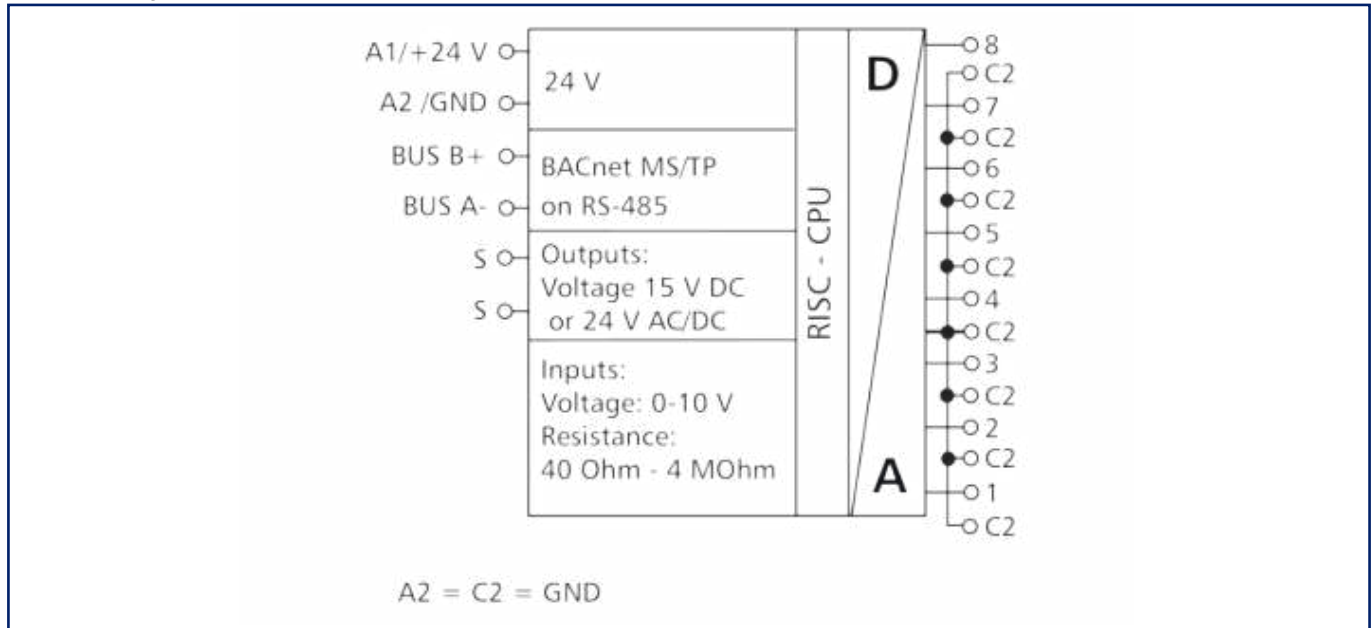 A1/+24 V
A2 /GND
BUS B+
BUS A-
S
S
24 V
BACnet MS/TP
on RS-485
Outputs:
Voltage 15 V DC
or 24 V AC/DC
Inputs:
Voltage: 0-10 V
Resistance:
40 Ohm - 4 MOhm
RISC - CPU
D
A
8
C2
7
C2
6
C2
5
C2
4
C2
3
C2
2
C2
1
C2
A2 = C2 = GND